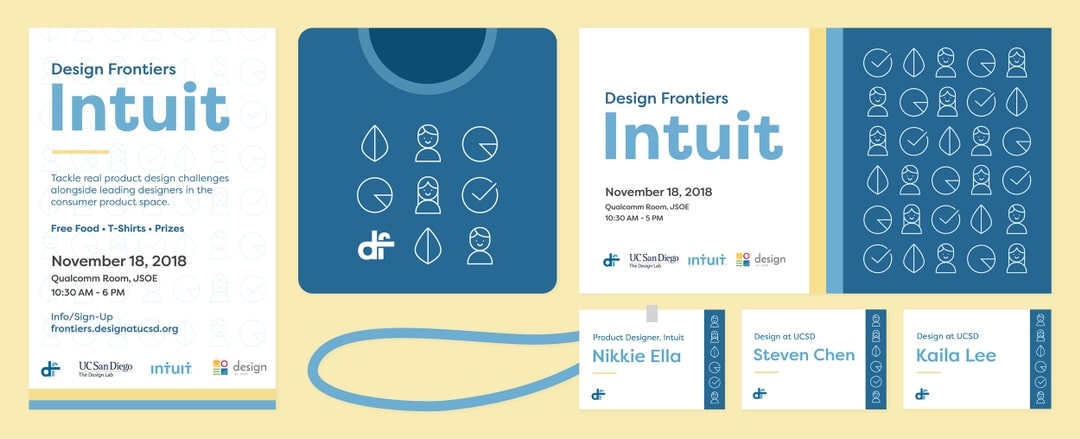 Design Frontiers
Intuit
Tackle real product design challenges
alongside leading designers in the
consumer product space.
Free Food • T-Shirts • Prizes
November 18, 2018
Qualcomm Room, JSOE
10:30 AM - 6 PM
Info/Sign-Up
frontiers.designatucsd.org
df
UC San Diego
The Design Lab
intuit
design
df
Design Frontiers
Intuit
November 18, 2018
Qualcomm Room, JSOE
10:30 AM - 5 PM
df
UC San Diego
The Design Lab
intuit
design
Product Designer, Intuit
Nikkie Ella
df
Design at UCSD
Steven Chen
df
Design at UCSD
Kaila Lee
df